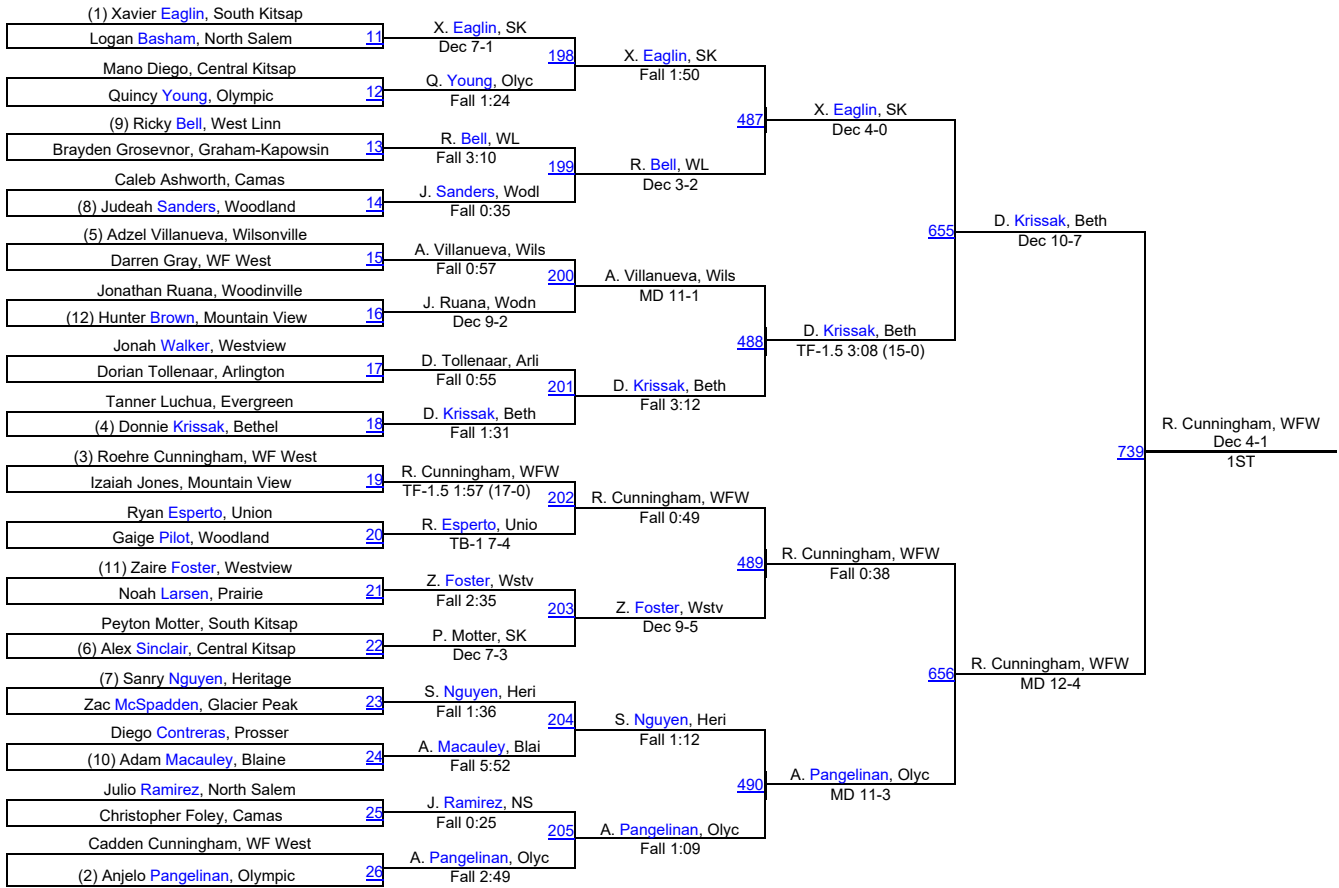 (1) Xavier Eaglin, South Kitsap
Logan Basham, North Salem
11
Mano Diego, Central Kitsap
Quincy Young, Olympic
12
(9) Ricky Bell, West Linn
Brayden Grosevnor, Graham-Kapowsin
13
Caleb Ashworth, Camas
(8) Judeah Sanders, Woodland
14
(5) Adzel Villanueva, Wilsonville
Darren Gray, WF West
15
Jonathan Ruana, Woodinville
(12) Hunter Brown, Mountain View
16
Jonah Walker, Westview
Dorian Tollenaar, Arlington
17
Tanner Luchua, Evergreen
(4) Donnie Krissak, Bethel
18
(3) Roehre Cunningham, WF West
Izaiah Jones, Mountain View
19
Ryan Esperto, Union
Gaige Pilot, Woodland
20
(11) Zaire Foster, Westview
Noah Larsen, Prairie
21
Peyton Motter, South Kitsap
(6) Alex Sinclair, Central Kitsap
22
(7) Sanry Nguyen, Heritage
Zac McSpadden, Glacier Peak
23
Diego Contreras, Prosser
(10) Adam Macauley, Blaine
24
Julio Ramirez, North Salem
Christopher Foley, Camas
25
Cadden Cunningham, WF West
(2) Anjelo Pangelinan, Olympic
26
X. Eaglin, SK
Dec 7-1
198
Q. Young, Olyc
Fall 1:24
R. Bell, WL
Fall 3:10
199
J. Sanders, Wodl
Fall 0:35
A. Villanueva, Wils
Fall 0:57
200
J. Ruana, Wodn
Dec 9-2
D. Tollenaar, Arli
Fall 0:55
201
D. Krissak, Beth
Fall 1:31
R. Cunningham, WFW
TF-1.5 1:57 (17-0)
202
R. Esperto, Unio
TB-1 7-4
Z. Foster, Wstv
Fall 2:35
203
P. Motter, SK
Dec 7-3
S. Nguyen, Heri
Fall 1:36
204
A. Macauley, Blai
Fall 5:52
J. Ramirez, NS
Fall 0:25
205
A. Pangelinan, Olyc
Fall 2:49
X. Eaglin, SK
Fall 1:50
487
R. Bell, WL
Dec 3-2
A. Villanueva, Wils
MD 11-1
488
D. Krissak, Beth
Fall 3:12
R. Cunningham, WFW
Fall 0:49
489
Z. Foster, Wstv
Dec 9-5
S. Nguyen, Heri
Fall 1:12
490
A. Pangelinan, Olyc
Fall 1:09
X. Eaglin, SK
Dec 4-0
655
D. Krissak, Beth
TF-1.5 3:08 (15-0)
R. Cunningham, WFW
Fall 0:38
656
A. Pangelinan, Olyc
MD 11-3
D. Krissak, Beth
Dec 10-7
739
R. Cunningham, WFW
MD 12-4
R. Cunningham, WFW
Dec 4-1
1ST